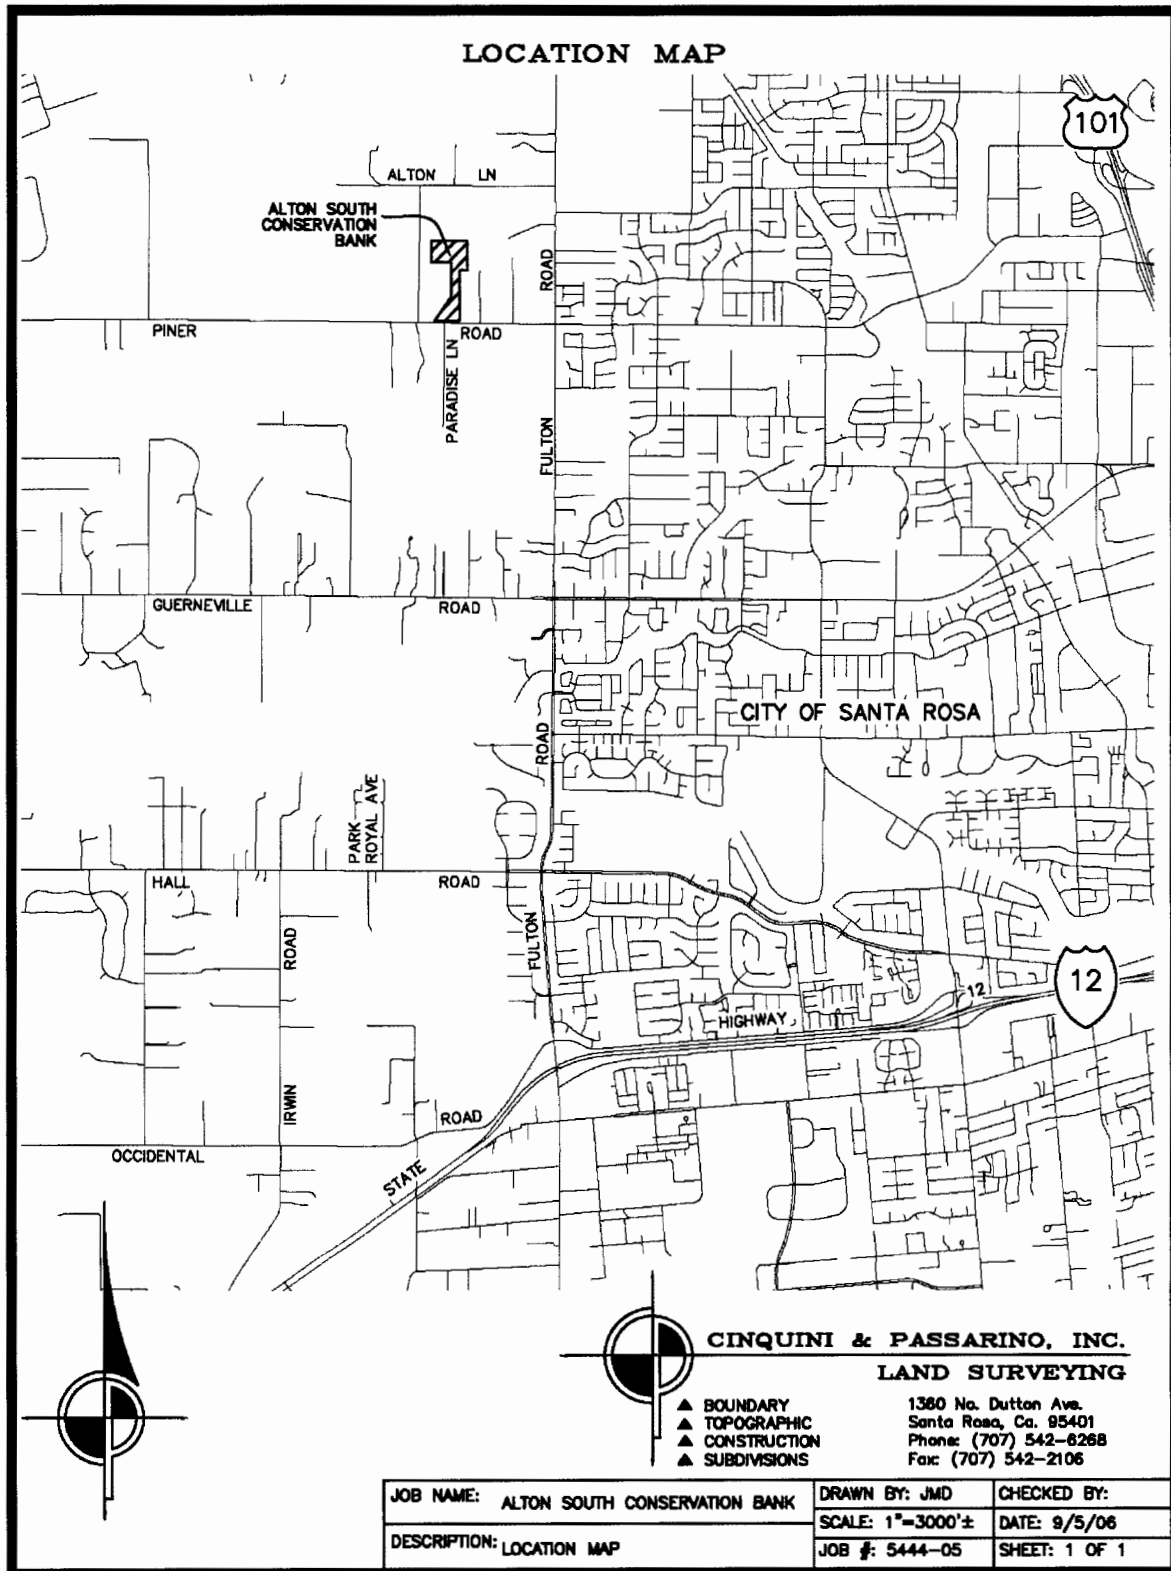 LOCATION MAP
101
ALTON LN
ALTON SOUTH
CONSERVATION
BANK
ROAD
PINER
ROAD
PARADISE LN
FULTON
GUERNEVILLE
ROAD
CITY OF SANTA ROSA
ROAD
PARK
ROYAL AVE
HALL
ROAD
ROAD
FULTON
12
12
HIGHWAY
IRWIN
ROAD
OCCIDENTAL
STATE
CINQUINI & PASSARINO, INC.
LAND SURVEYING
▲ BOUNDARY
▲ TOPOGRAPHIC
▲ CONSTRUCTION
▲ SUBDIVISIONS
1360 No. Dutton Ave.
Santa Rosa, Ca. 95401
Phone: (707) 542-6268
Fax: (707) 542-2106
JOB NAME: ALTON SOUTH CONSERVATION BANK
DESCRIPTION: LOCATION MAP
DRAWN BY: JMD
CHECKED BY:
SCALE: 1"=3000'±
DATE: 9/5/06
JOB #: 5444-05
SHEET: 1 OF 1